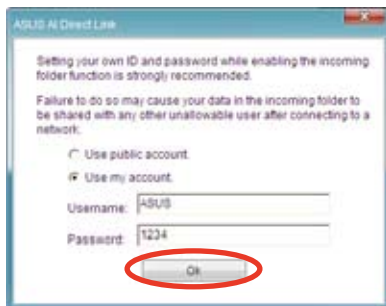 ASUS AI Direct Link
Setting your own ID and password while enabling the incoming
folder function is strongly recommended.
Failure to do so may cause your data in the incoming folder to
be shared with any other unallowable user after connecting to a
network.
Use public account.
Use my account.
Username: ASUS
Password: 1234
Ok